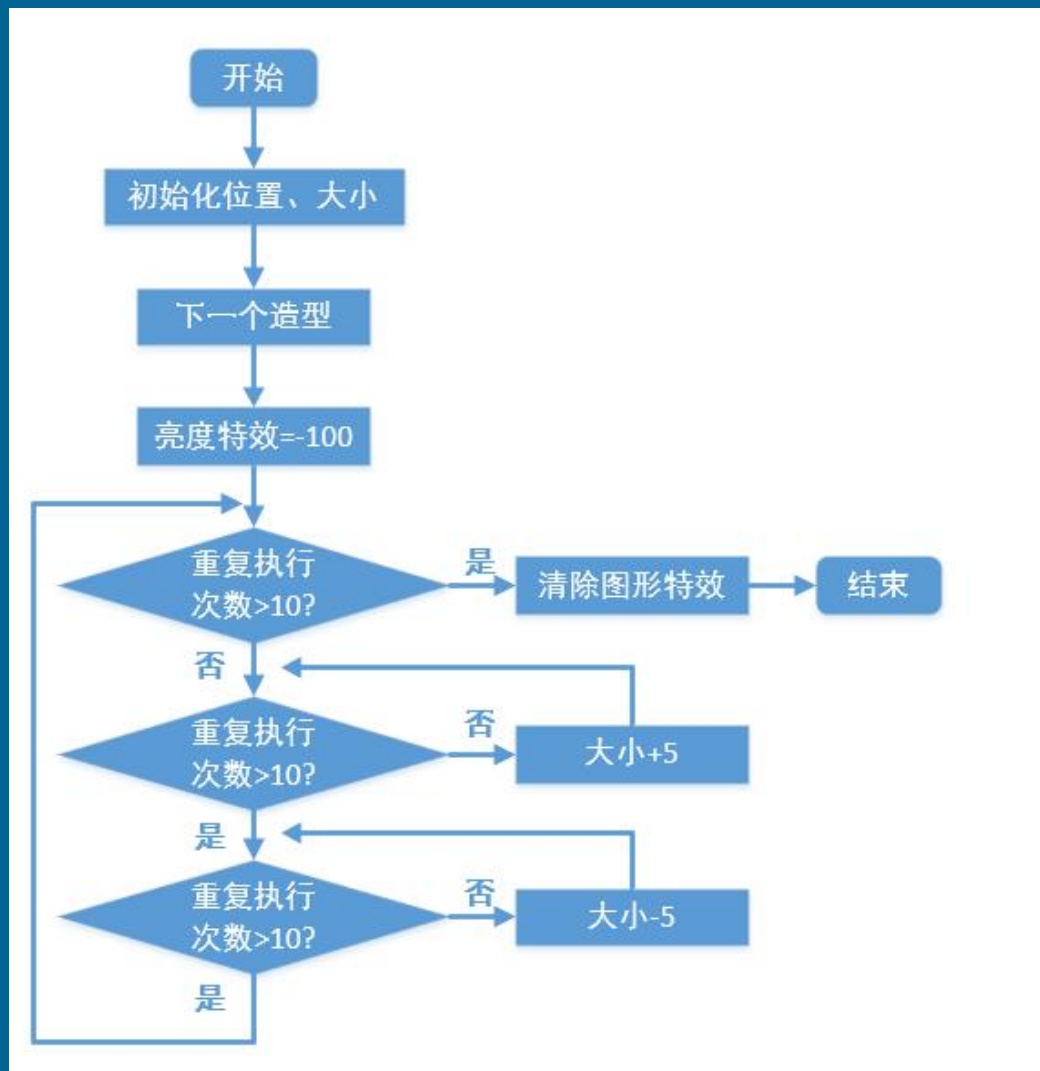 开始
初始化位置、大小
下一个造型
亮度特效=-100
重复执行
次数>10?
是
清除图形特效
结束
否
重复执行
次数>10?
否
大小+5
是
重复执行
次数>10?
否
大小-5
是